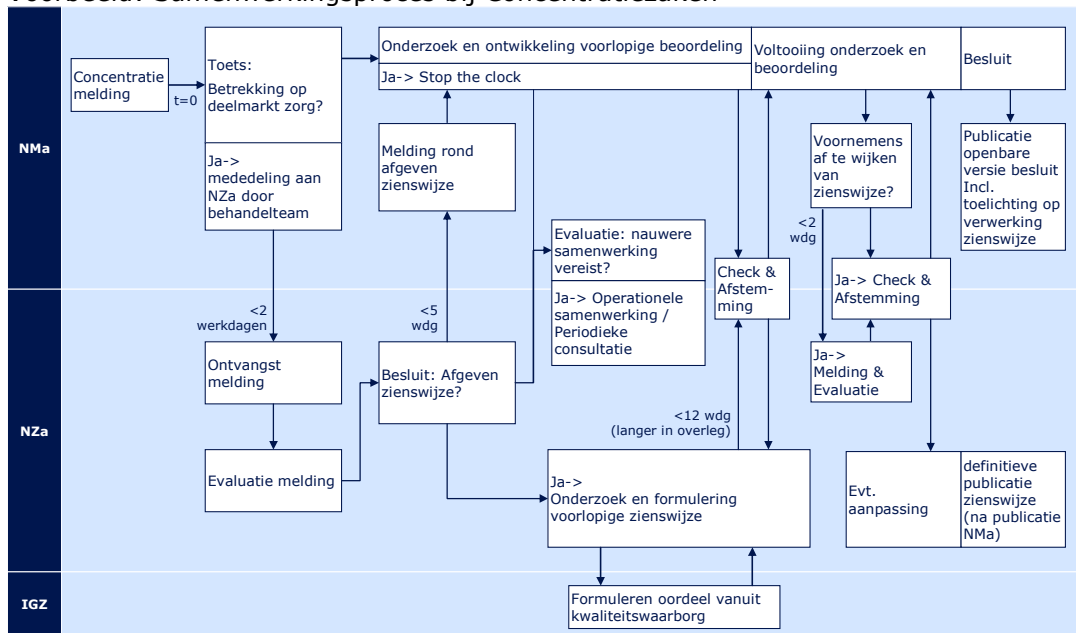 Voorbeeld: Samenwerkingsproces bij Concentratiezaken
NMa
Concentratie
melding
t=0
Toets:
Betrekking op
deelmarkt zorg?
Ja->
mededeling aan
NZa door
behandelteam
Onderzoek en ontwikkeling voorlopige beoordeling
Ja-> Stop the clock
Voltooiing onderzoek en
beoordeling
Besluit
Melding rond
afgeven
zienswijze
Voornemens
af te wijken
van
zienswijze?
Publicatie
openbare
versie besluit
Incl.
toelichting op
verwerking
zienswijze
<2
wdg
Evaluatie: nauwere
samenwerking
vereist?
Ja-> Operationele
samenwerking /
Periodieke
consultatie
Check &
Afstem-
ming
Ja-> Check &
Afstemming
NZa
<2
werkdagen
<5
wdg
Ontvangst
melding
Besluit: Afgeven
zienswijze?
Ja->
Melding &
Evaluatie
<12 wdg
(langer in overleg)
Evaluatie melding
Ja->
Onderzoek en formulering
voorlopige zienswijze
Evt.
aanpassing
definitieve
publicatie
zienswijze
(na publicatie
NMa)
IGZ
Formuleren oordeel vanuit
kwaliteitswaarborg